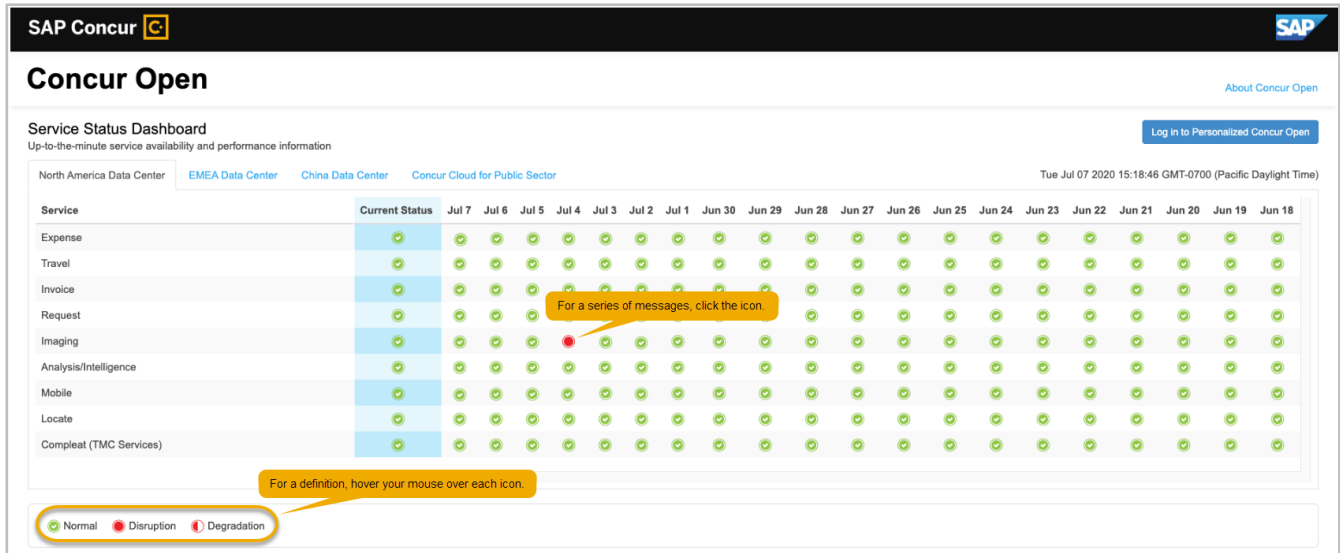 SAP Concur C.
SAP
Concur Open
About Concur Open
Service Status Dashboard
Up-to-the-minute service availability and performance information
Log in to Personalized Concur Open
North America Data Center EMEA Data Center China Data Center Concur Cloud for Public Sector
Tue Jul 07 2020 15:18:46 GMT-0700 (Pacific Daylight Time)
Service Current Status Jul 7 Jul 6 Jul 5 Jul 4 Jul 3 Jul 2 Jul 1 Jun 30 Jun 29 Jun 28 Jun 27 Jun 26 Jun 25 Jun 24 Jun 23 Jun 22 Jun 21 Jun 20 Jun 19 Jun 18
Expense
Travel
Invoice
For a series of messages, click the icon.
Request
Imaging
Analysis/Intelligence
Mobile
Locate
Compleat (TMC Services)
For a definition, hover your mouse over each icon.
Normal Disruption Degradation